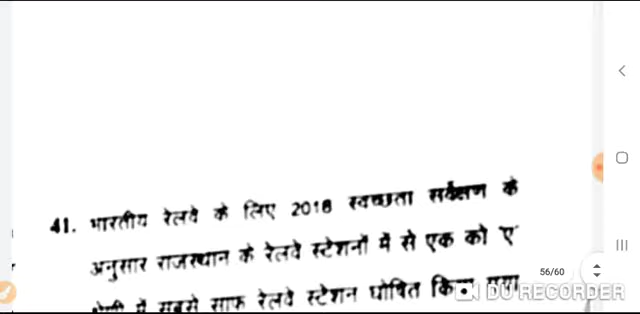 41. भारतीय रेलवे के लिए 2018 स्वच्छता सर्वेक्षण के
अनुसार राजस्थान के रेलवे स्टेशनों में से एक को 'ए'
56/60
श्रेणी में सबसे साफ रेलवे स्टेशन घोषित किया गया
DU RECORDER